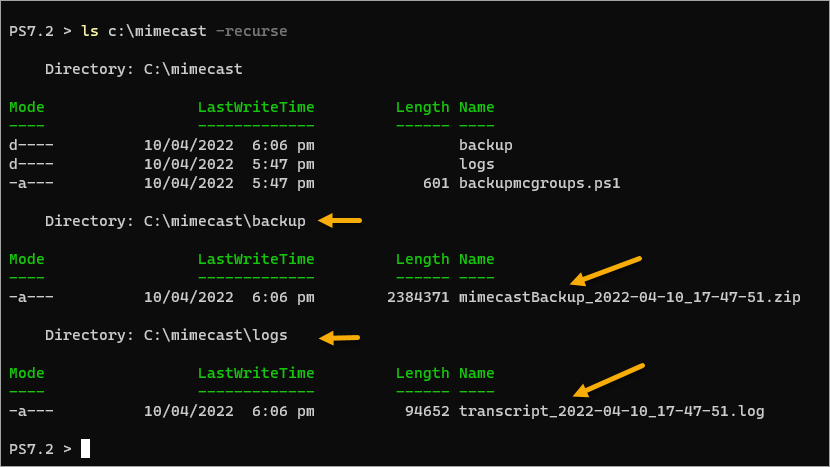 PS7.2 > ls c:\mimecast -recurse
Directory: C:\mimecast
Mode LastWriteTime Length Name
---- ------------- ------ ----
d---- 10/04/2022 6:06 pm backup
d---- 10/04/2022 5:47 pm logs
-a--- 10/04/2022 5:47 pm 601 backupmcgroups.ps1
Directory: C:\mimecast\backup
Mode LastWriteTime Length Name
---- ------------- ------ ----
-a--- 10/04/2022 6:06 pm 2384371 mimecastBackup_2022-04-10_17-47-51.zip
Directory: C:\mimecast\logs
Mode LastWriteTime Length Name
---- ------------- ------ ----
-a--- 10/04/2022 6:06 pm 94652 transcript_2022-04-10_17-47-51.log
PS7.2 >